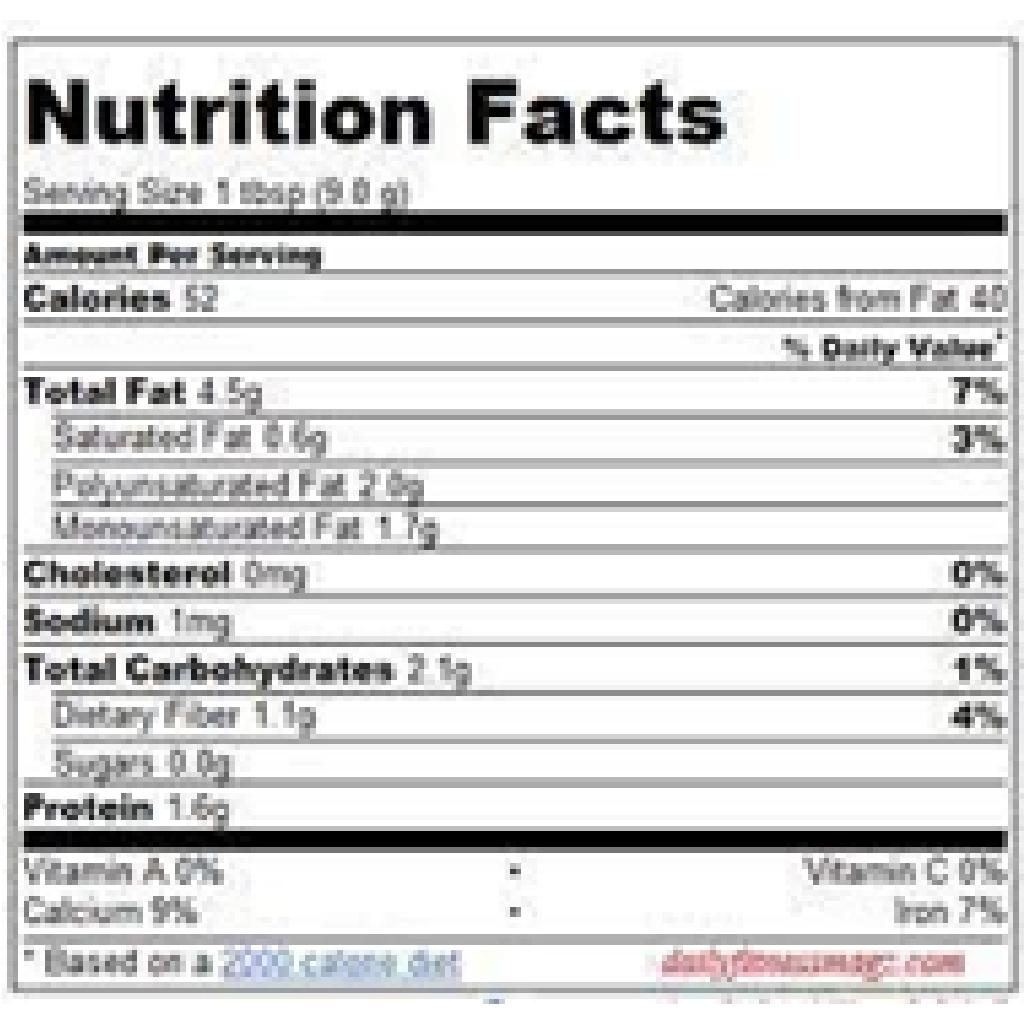 Nutrition Facts
Serving Size 1 tbsp (9.0 g)
Amount Per Serving
Calories 52 Calories from Fat 40
% Daily Value*
Total Fat 4.5g 7%
Saturated Fat 0.6g 3%
Polyunsaturated Fat 2.0g
Monounsaturated Fat 1.7g
Cholesterol 0mg 0%
Sodium 1mg 0%
Total Carbohydrates 2.1g 1%
Dietary Fiber 1.1g 4%
Sugars 0.0g
Protein 1.6g
Vitamin A 0% • Vitamin C 0%
Calcium 9% • Iron 7%
* Based on a 2000 calorie diet